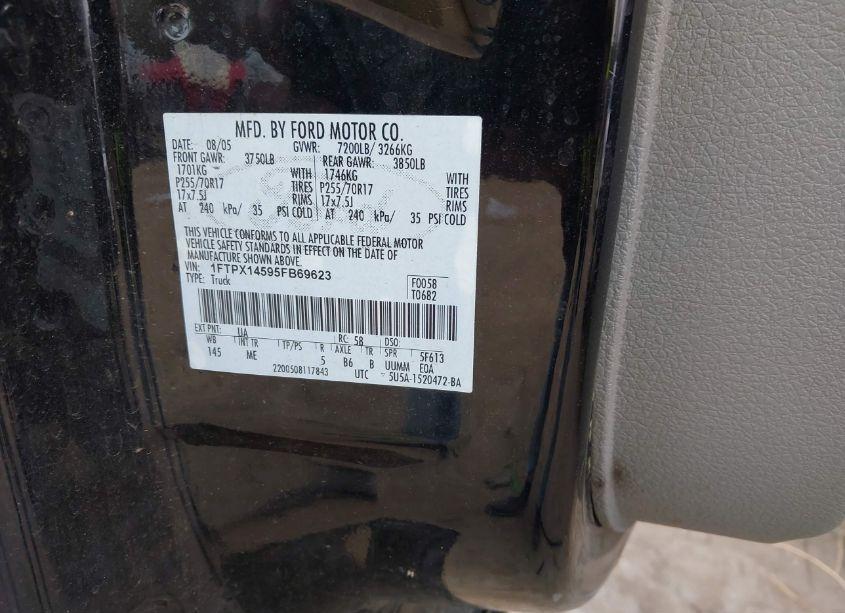 MFD. BY FORD MOTOR CO.
DATE: 08/05 GVWR: 7200LB/ 3266KG
FRONT GAWR: 3750LB REAR GAWR: 3850LB
1701KG WITH 1746KG WITH
P255/70R17 TIRES P255/70R17 TIRES
17x7.5J RIMS 17x7.5J RIMS
AT 240 kPa/ 35 PSI COLD AT 240 kPa/ 35 PSI COLD
THIS VEHICLE CONFORMS TO ALL APPLICABLE FEDERAL MOTOR
VEHICLE SAFETY STANDARDS IN EFFECT ON THE DATE OF
MANUFACTURE SHOWN ABOVE.
VIN: 1FTPX14595FB69623
TYPE: Truck
F0058
T0682
EXT PNT: UA RC: 58 DSO:
WB INT TR TP/PS R AXLE TR SPR 5F613
145 ME 5 B6 B UUMM E0A
2200508117843 UTC 5U5A-1520472-BA